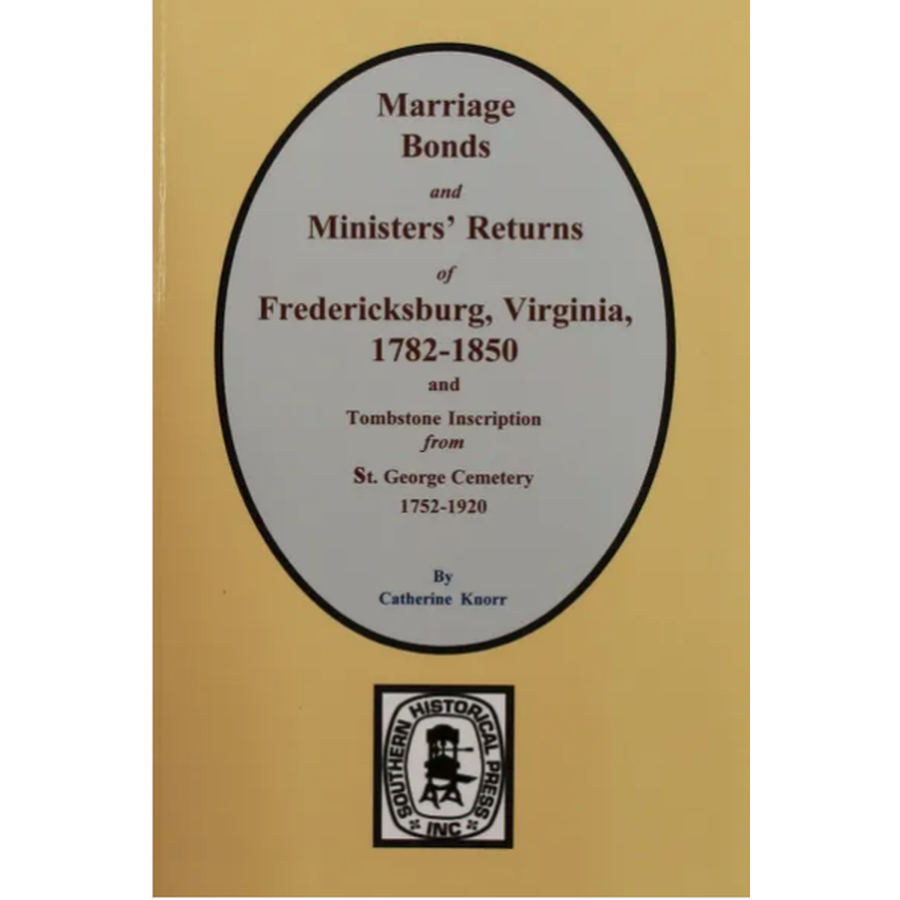 Marriage
Bonds
and
Ministers' Returns
of
Fredericksburg, Virginia,
1782-1850
and
Tombstone Inscription
from
St. George Cemetery
1752-1920
By
Catherine Knorr
SOUTHERN HISTORICAL PRESS
INC